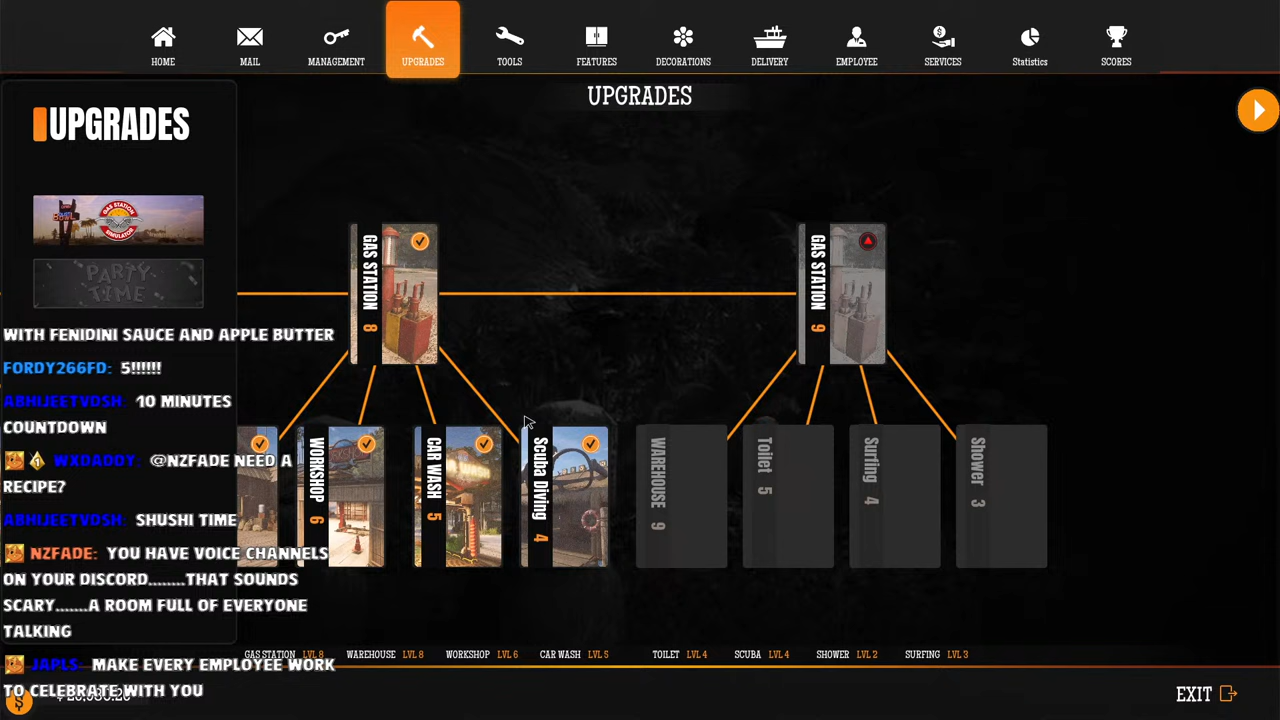 HOME MAIL MANAGEMENT UPGRADES TOOLS FEATURES DECORATIONS DELIVERY EMPLOYEE SERVICES Statistics SCORES
UPGRADES
UPGRADES
GAS STATION SIMULATOR
PARTY TIME
GAS STATION 8
GAS STATION 9
WORKSHOP 6
CAR WASH 5
Scuba Diving 4
WAREHOUSE 9
Toilet 5
Surfing 4
Shower 3
WITH FENIDINI SAUCE AND APPLE BUTTER
FORDY266FD: 5!!!!!!
ABHIJEETVDSH: 10 MINUTES
COUNTDOWN
WXDADDY: @NZFADE NEED A
RECIPE?
ABHIJEETVDSH: SHUSHI TIME
NZFADE: YOU HAVE VOICE CHANNELS
ON YOUR DISCORD.......THAT SOUNDS
SCARY......A ROOM FULL OF EVERYONE
TALKING
JAPLS: MAKE EVERY EMPLOYEE WORK
TO CELEBRATE WITH YOU
GAS STATION LVL 8 WAREHOUSE LVL 8 WORKSHOP LVL 6 CAR WASH LVL 5 TOILET LVL 4 SCUBA LVL 4 SHOWER LVL 2 SURFING LVL 3
EXIT